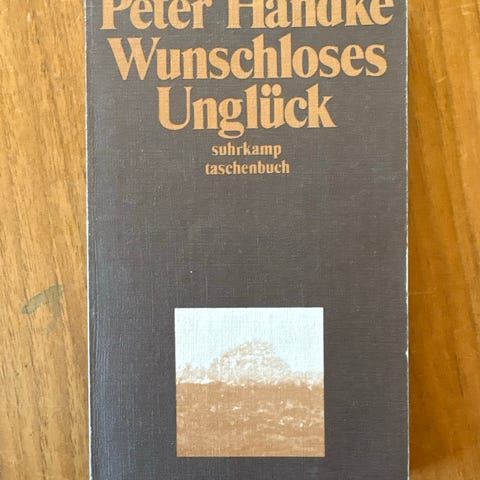 Peter Handke
Wunschloses
Unglück
suhrkamp
taschenbuch